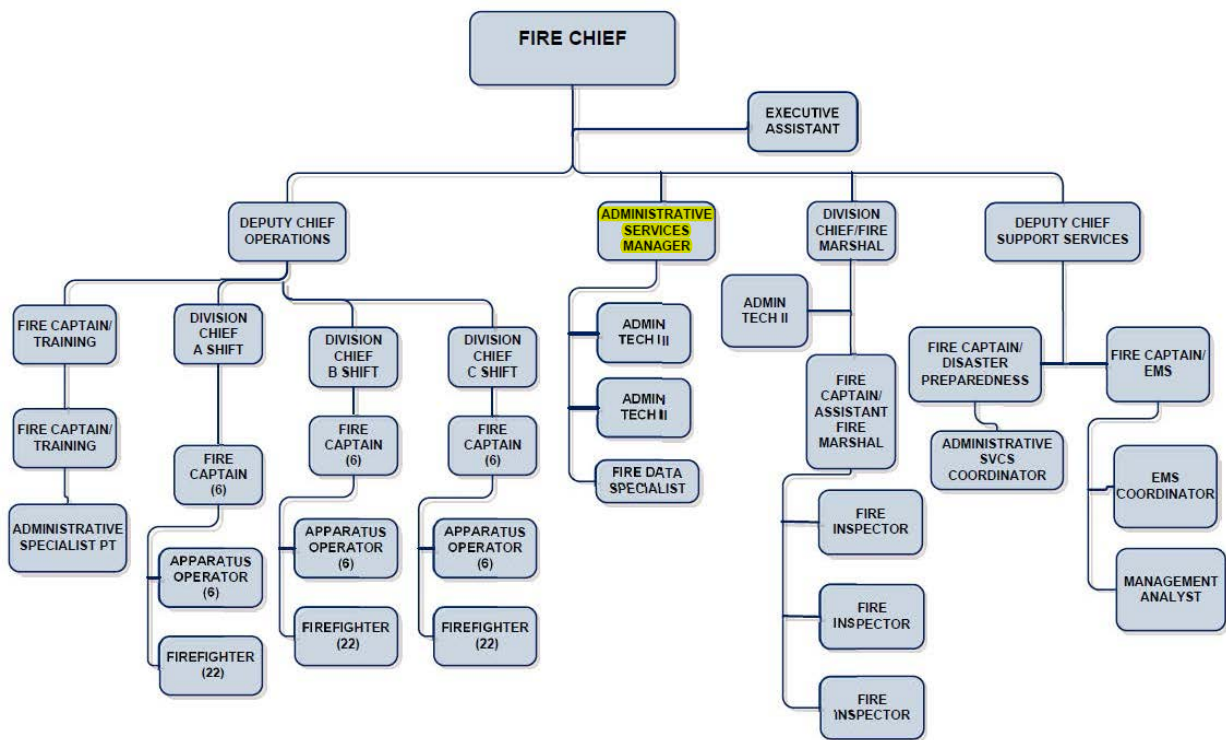 FIRE CHIEF
EXECUTIVE
ASSISTANT
DEPUTY CHIEF
OPERATIONS
ADMINISTRATIVE
SERVICES
MANAGER
DIVISION
CHIEF/FIRE
MARSHAL
DEPUTY CHIEF
SUPPORT SERVICES
FIRE CAPTAIN/
TRAINING
FIRE CAPTAIN/
TRAINING
ADMINISTRATIVE
SPECIALIST PT
DIVISION
CHIEF
A SHIFT
FIRE
CAPTAIN
(6)
APPARATUS
OPERATOR
(6)
FIREFIGHTER
(22)
DIVISION
CHIEF
B SHIFT
FIRE
CAPTAIN
(6)
APPARATUS
OPERATOR
(6)
FIREFIGHTER
(22)
DIVISION
CHIEF
C SHIFT
FIRE
CAPTAIN
(6)
APPARATUS
OPERATOR
(6)
FIREFIGHTER
(22)
ADMIN
TECH
ADMIN
TECH
FIRE DATA
SPECIALIST
ADMIN
TECH II
FIRE
CAPTAIN/
ASSISTANT
FIRE
MARSHAL
FIRE
INSPECTOR
FIRE
INSPECTOR
FIRE
INSPECTOR
FIRE CAPTAIN/
DISASTER
PREPAREDNESS
ADMINISTRATIVE
SVCS
COORDINATOR
FIRE CAPTAIN/
EMS
EMS
COORDINATOR
MANAGEMENT
ANALYST